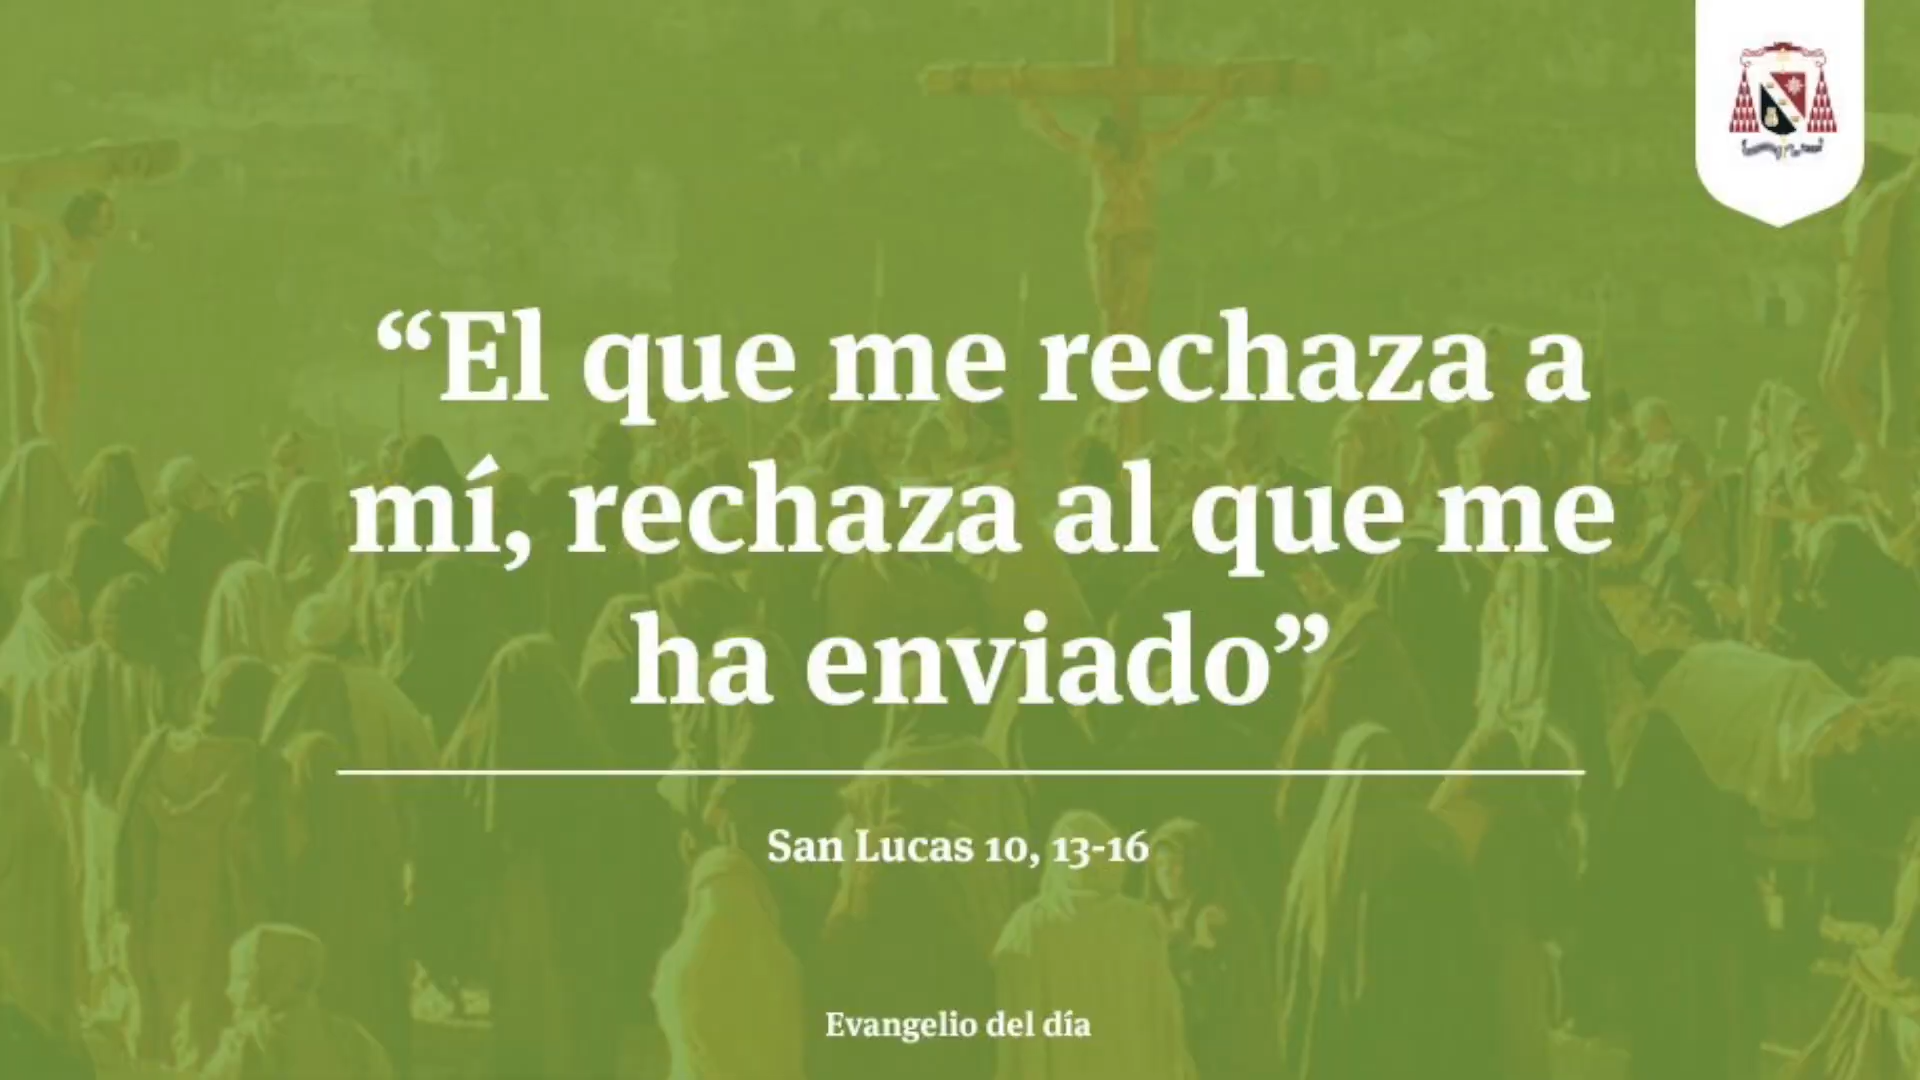 “El que me rechaza a
mí, rechaza al que me
ha enviado”
San Lucas 10, 13-16
Evangelio del día